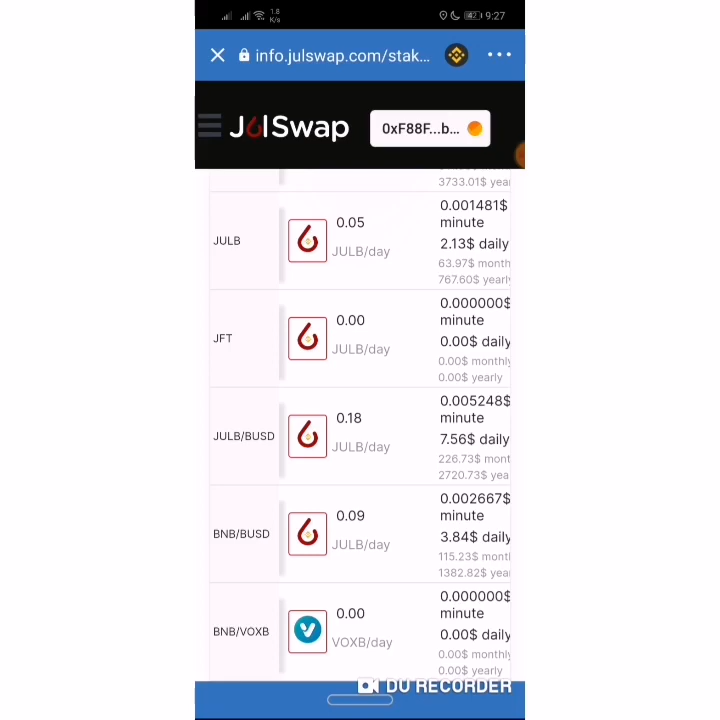 1.8
K/s
42
9:27
info.julswap.com/stak...
JulSwap
0xF88F...b...
3733.01$ yea
JULB
0.05
JULB/day
0.001481$
minute
2.13$ daily
63.97$ month
767.60$ yearly
JFT
0.00
JULB/day
0.000000$
minute
0.00$ daily
0.00$ monthly
0.00$ yearly
JULB/BUSD
0.18
JULB/day
0.005248$
minute
7.56$ daily
226.73$ mont
2720.73$ yea
BNB/BUSD
0.09
JULB/day
0.002667$
minute
3.84$ daily
115.23$ montl
1382.82$ yea
BNB/VOXB
0.00
VOXB/day
0.000000$
minute
0.00$ daily
0.00$ monthly
0.00$ yearly
DU RECORDER